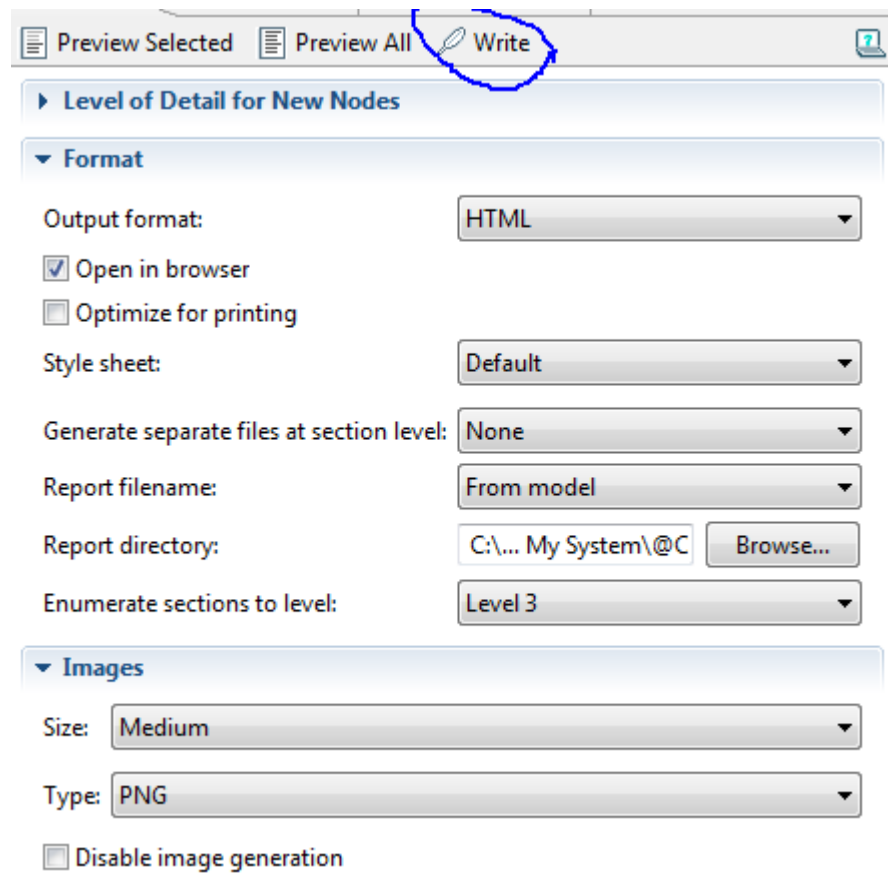 Preview Selected Preview All Write
Level of Detail for New Nodes
Format
Output format: HTML
Open in browser
Optimize for printing
Style sheet: Default
Generate separate files at section level: None
Report filename: From model
Report directory: C:\... My System\@C Browse...
Enumerate sections to level: Level 3
Images
Size: Medium
Type: PNG
Disable image generation